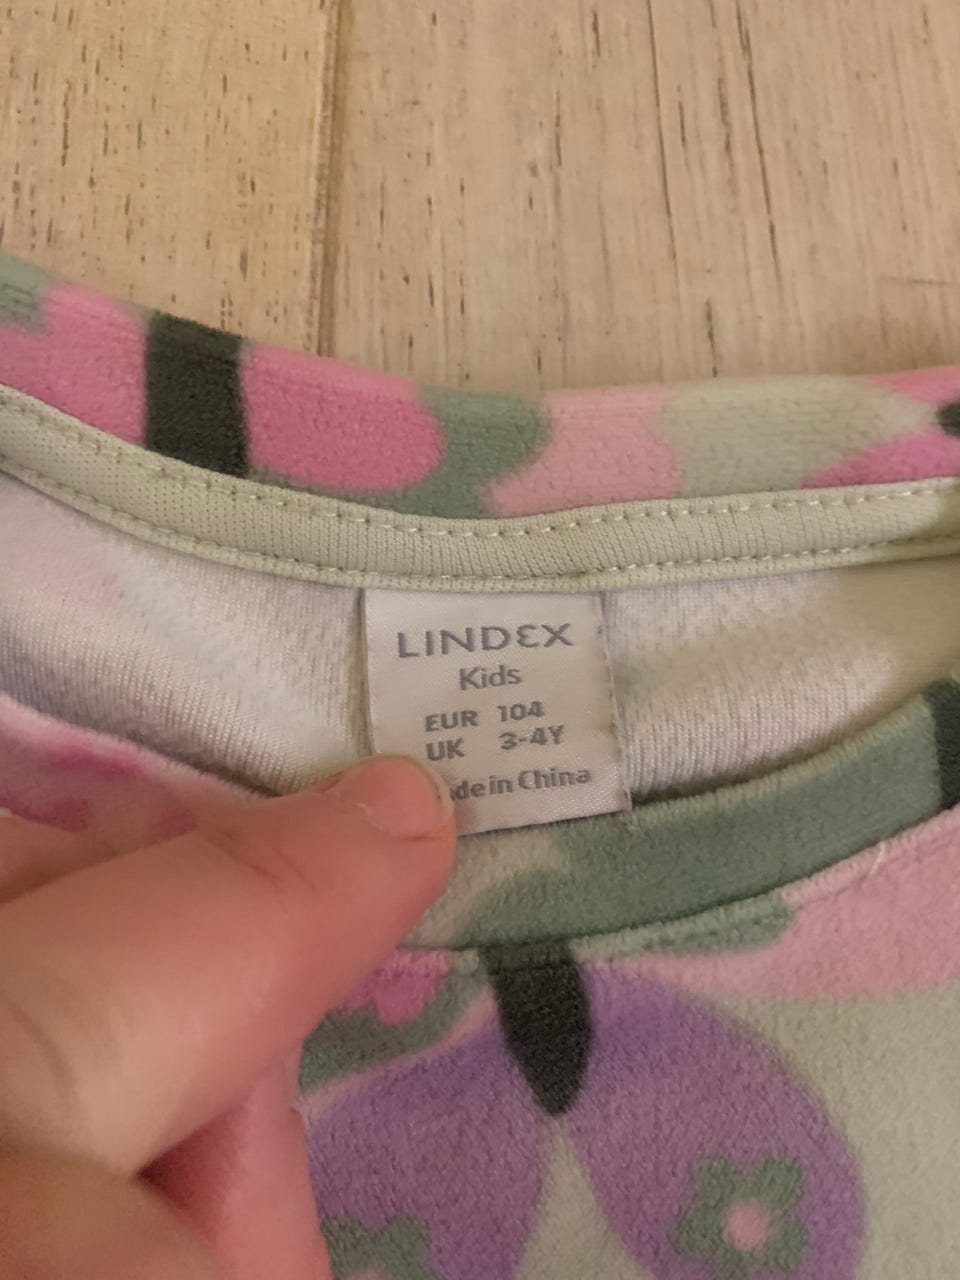 LINDEX
Kids
EUR 104
UK 3-4Y
in China